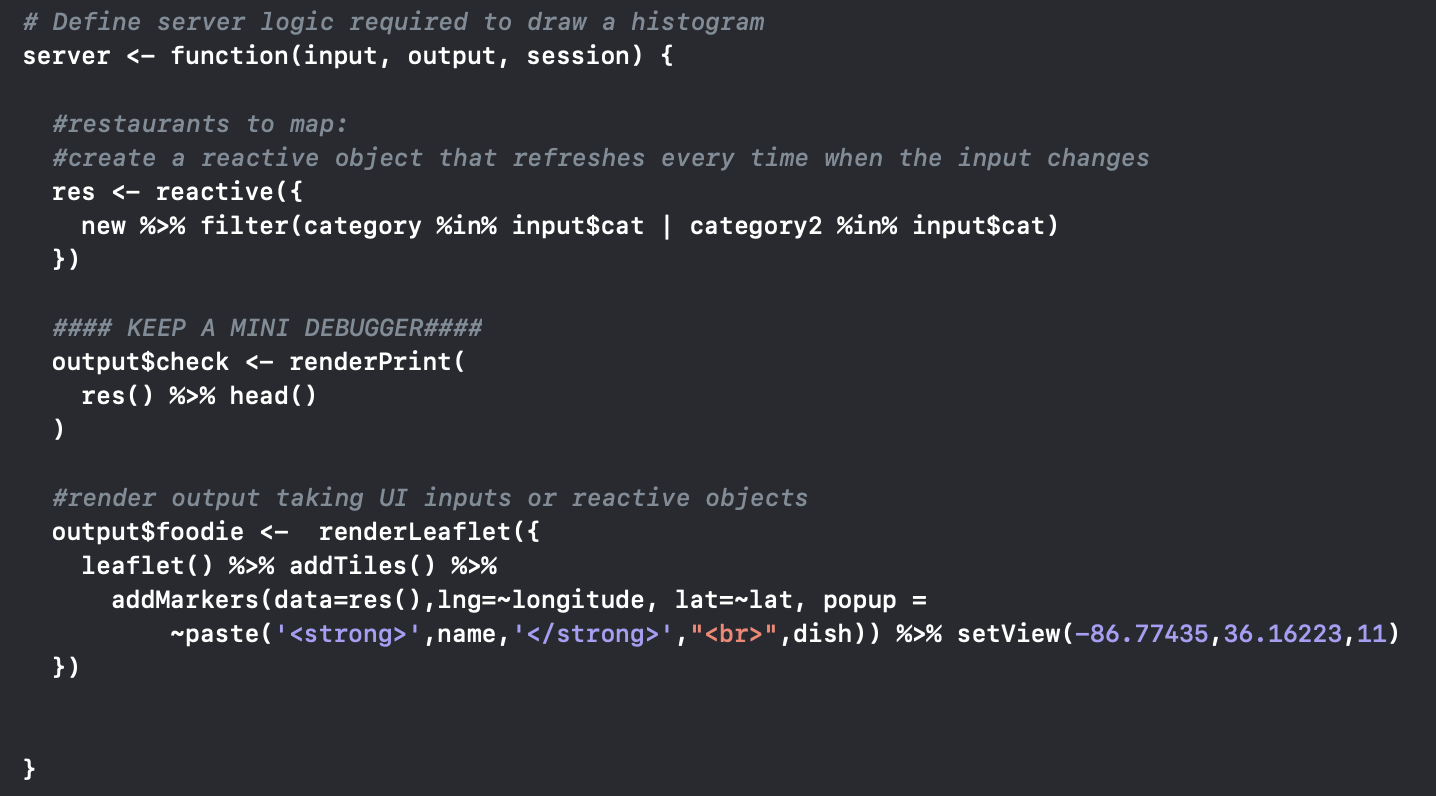 # Define server logic required to draw a histogram
server <- function(input, output, session) {
#restaurants to map:
#create a reactive object that refreshes every time when the input changes
res <- reactive({
new %>% filter(category %in% input$cat | category2 %in% input$cat)
})
#### KEEP A MINI DEBUGGER####
output$check <- renderPrint(
res() %>% head()
)
#render output taking UI inputs or reactive objects
output$foodie <-  renderLeaflet({
leaflet() %>% addTiles() %>%
addMarkers(data=res(),lng=~longitude, lat=~lat, popup =
~paste('<strong>',name,'</strong>',"<br>",dish)) %>% setView(-86.77435,36.16223,11)
})
}